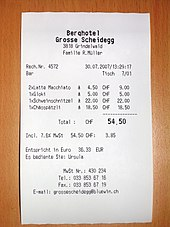 Berghotel
Grosse Scheidegg
3818 Grindelwald
Familie R.Müller
Rech.Nr. 4572 30.07.2007/13:29:17
Bar Tisch 7/01
2xLatte Macchiato à 4.50 CHF 9.00
1xGloki à 5.00 CHF 5.00
1xSchweinschnitzel à 22.00 CHF 22.00
1xChässpätzli à 18.50 CHF 18.50
Total: CHF 54.50
Incl. 7.6% MwSt 54.50 CHF: 3.85
Entspricht in Euro 36.33 EUR
Es bediente Sie: Ursula
MwSt Nr.: 430 234
Tel.: 033 853 67 16
Fax.: 033 853 67 19
E-mail: grossescheidegg@bluewin.ch